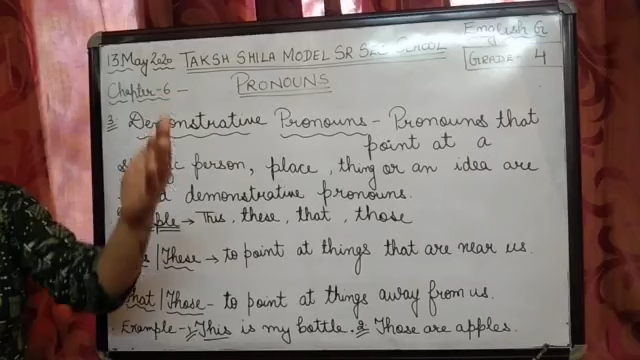 13 May 2020 TAKSH SHILA MODEL SR SEC SCHOOL English G
GRADE- 4
Chapter-6 - PRONOUNS
3 Demonstrative Pronouns - Pronouns that
point at a
person, place, thing or an idea are
demonstrative pronouns.
→ This, these, that, those
/These → to point at things that are near us.
That/Those - to point at things away from us.
Example - 1. This is my bottle. 2. Those are apples.